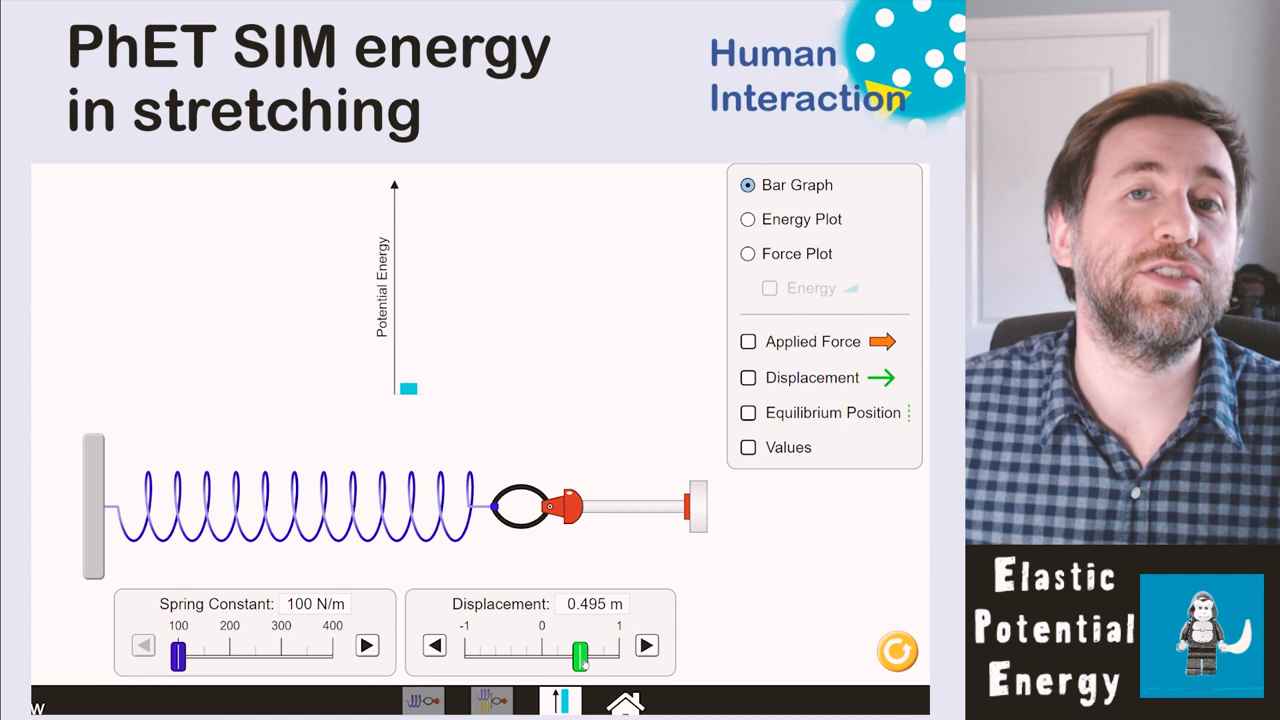 PhET SIM energy
in stretching
Human
Interaction
Potential Energy
Bar Graph
Energy Plot
Force Plot
Energy
Applied Force
Displacement
Equilibrium Position
Values
Spring Constant: 100 N/m
100 200 300 400
Displacement: 0.495 m
-1 0 1
w
Elastic
Potential
Energy